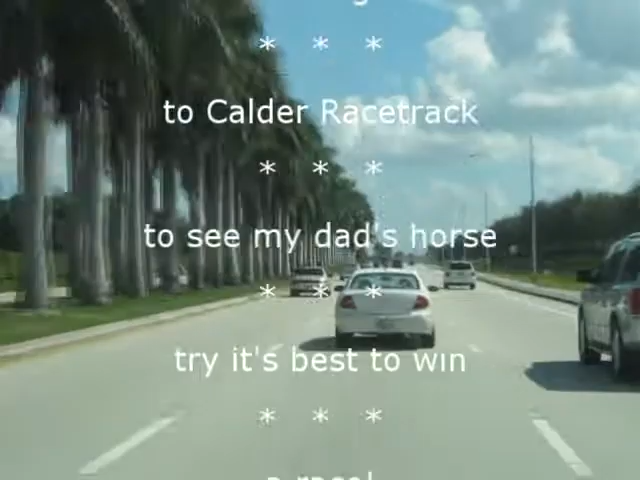 * * *
to Calder Racetrack
* * *
to see my dad's horse
* * *
try it's best to win
* * *